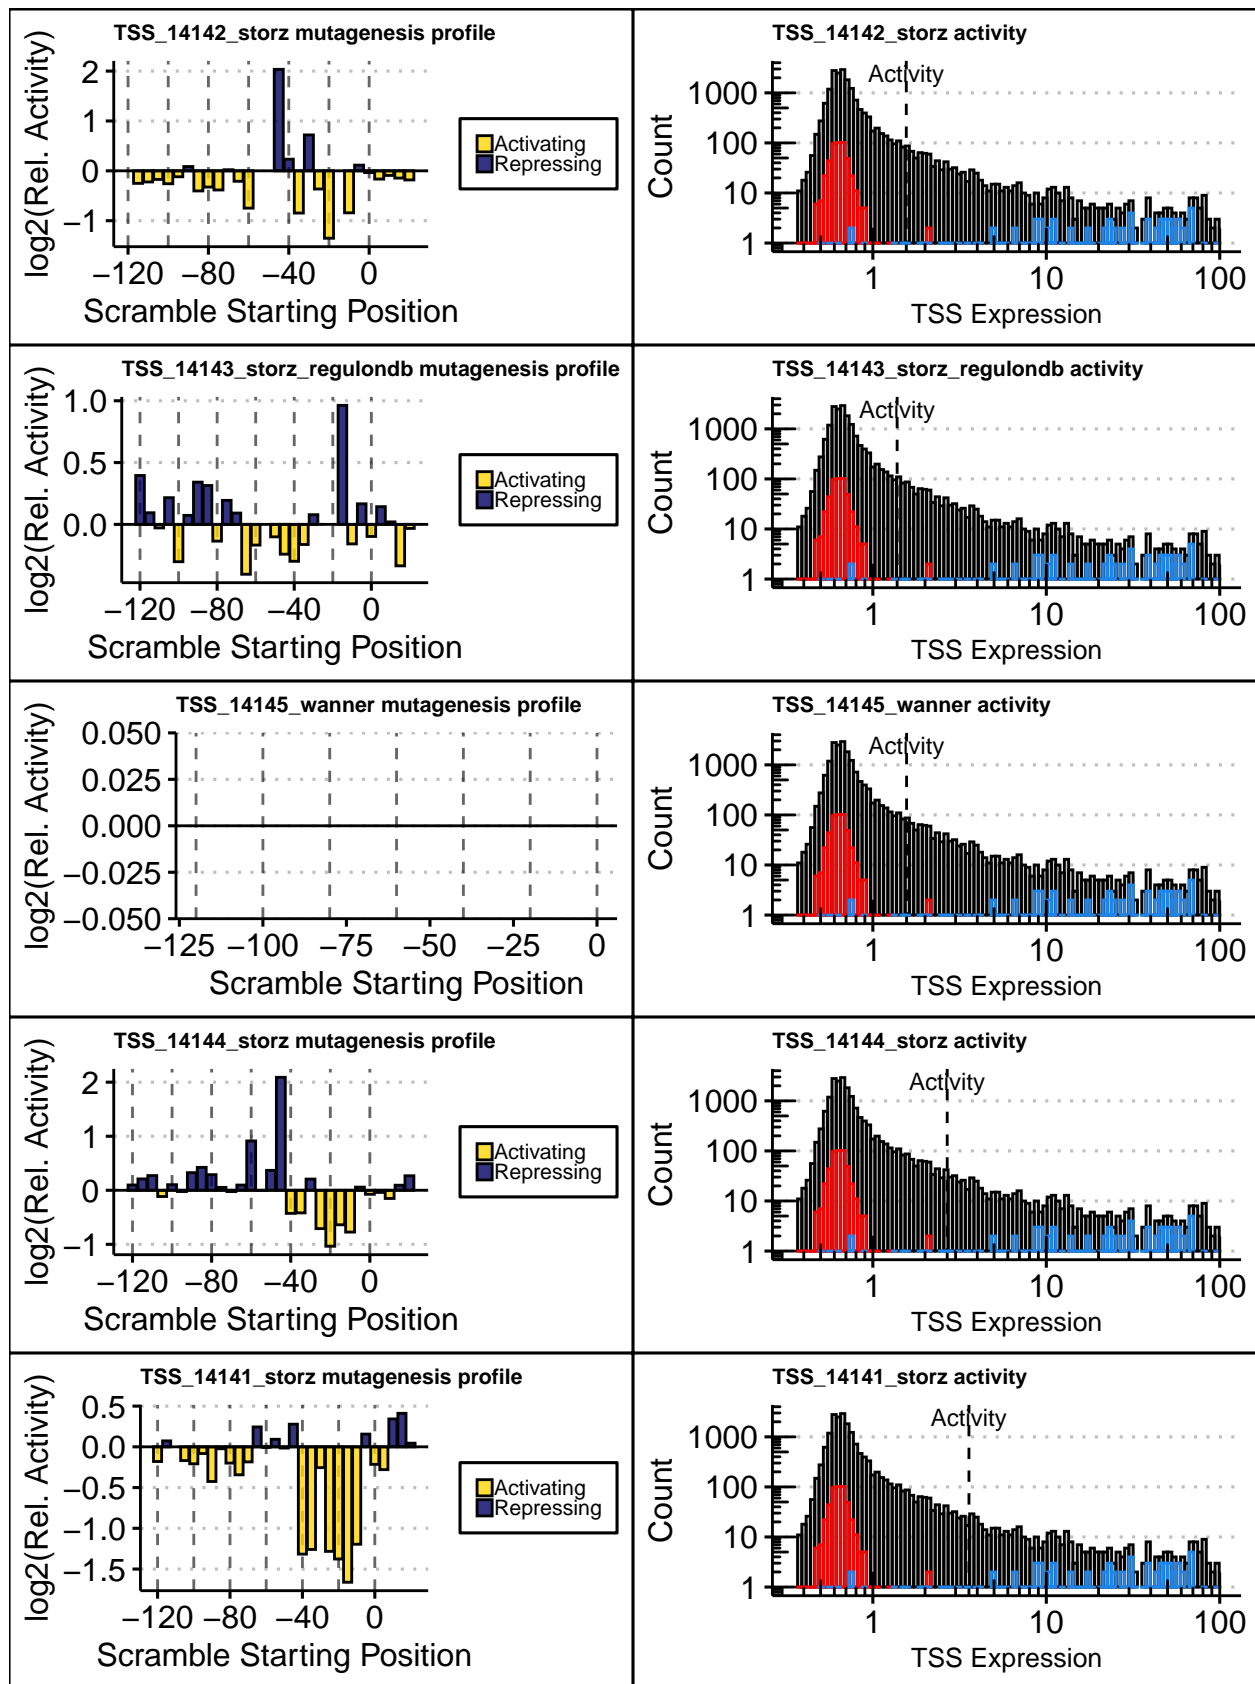 TSS_14142_storz mutagenesis profile
log2(Rel. Activity)
2
1
0
−1
−120 −80 −40 0
Scramble Starting Position
Activating
Repressing
TSS_14142_storz activity
Activity
Count
1000
100
10
1
1 10 100
TSS Expression
TSS_14143_storz_regulondb mutagenesis profile
log2(Rel. Activity)
1.0
0.5
0.0
−120 −80 −40 0
Scramble Starting Position
Activating
Repressing
TSS_14143_storz_regulondb activity
Activity
Count
1000
100
10
1
1 10 100
TSS Expression
TSS_14145_wanner mutagenesis profile
log2(Rel. Activity)
0.050
0.025
0.000
−0.025
−0.050
−125 −100 −75 −50 −25 0
Scramble Starting Position
TSS_14145_wanner activity
Activity
Count
1000
100
10
1
1 10 100
TSS Expression
TSS_14144_storz mutagenesis profile
log2(Rel. Activity)
2
1
0
−1
−120 −80 −40 0
Scramble Starting Position
Activating
Repressing
TSS_14144_storz activity
Activity
Count
1000
100
10
1
1 10 100
TSS Expression
TSS_14141_storz mutagenesis profile
log2(Rel. Activity)
0.5
0.0
−0.5
−1.0
−1.5
−120 −80 −40 0
Scramble Starting Position
Activating
Repressing
TSS_14141_storz activity
Activity
Count
1000
100
10
1
1 10 100
TSS Expression